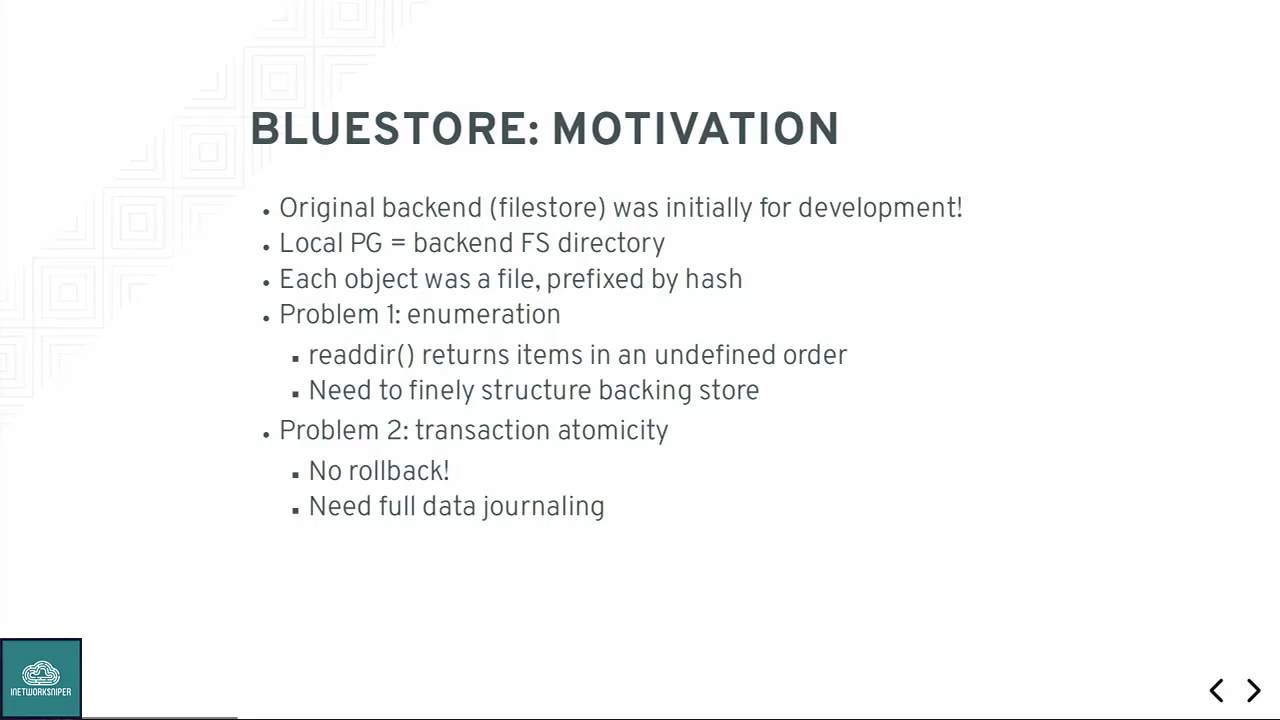 BLUESTORE: MOTIVATION
• Original backend (filestore) was initially for development!
• Local PG = backend FS directory
• Each object was a file, prefixed by hash
• Problem 1: enumeration
▪ readdir() returns items in an undefined order
▪ Need to finely structure backing store
• Problem 2: transaction atomicity
▪ No rollback!
▪ Need full data journaling
INETWORKSNIPER